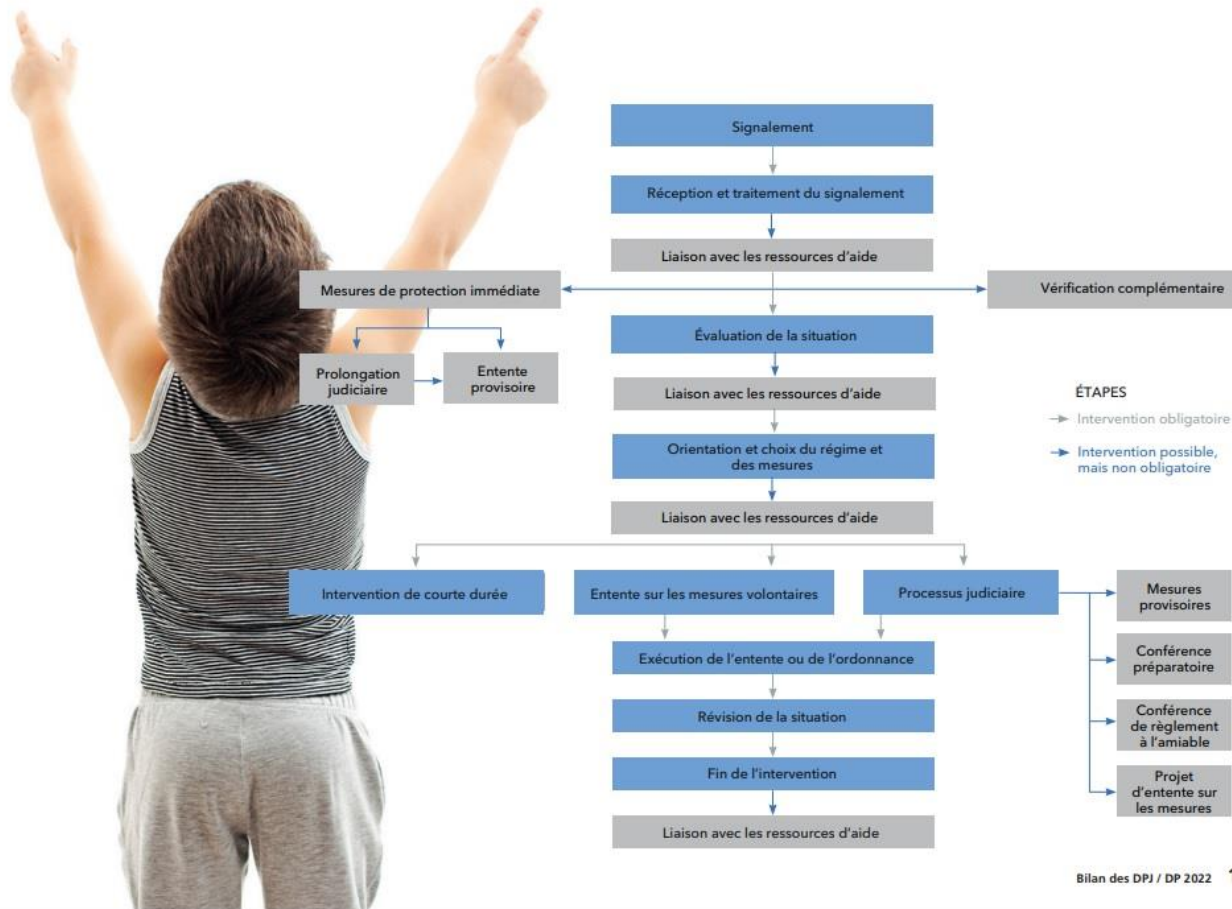 Signalement
Réception et traitement du signalement
Liaison avec les ressources d'aide
Mesures de protection immédiate
Vérification complémentaire
Évaluation de la situation
Prolongation
judiciaire
Entente
provisoire
Liaison avec les ressources d'aide
ÉTAPES
Intervention obligatoire
Intervention possible,
mais non obligatoire
Orientation et choix du régime et
des mesures
Liaison avec les ressources d'aide
Intervention de courte durée
Entente sur les mesures volontaires
Processus judiciaire
Mesures
provisoires
Conférence
préparatoire
Conférence
de règlement
à l'amiable
Projet
d'entente sur
les mesures
Exécution de l'entente ou de l'ordonnance
Révision de la situation
Fin de l'intervention
Liaison avec les ressources d'aide
Bilan des DPJ / DP 2022